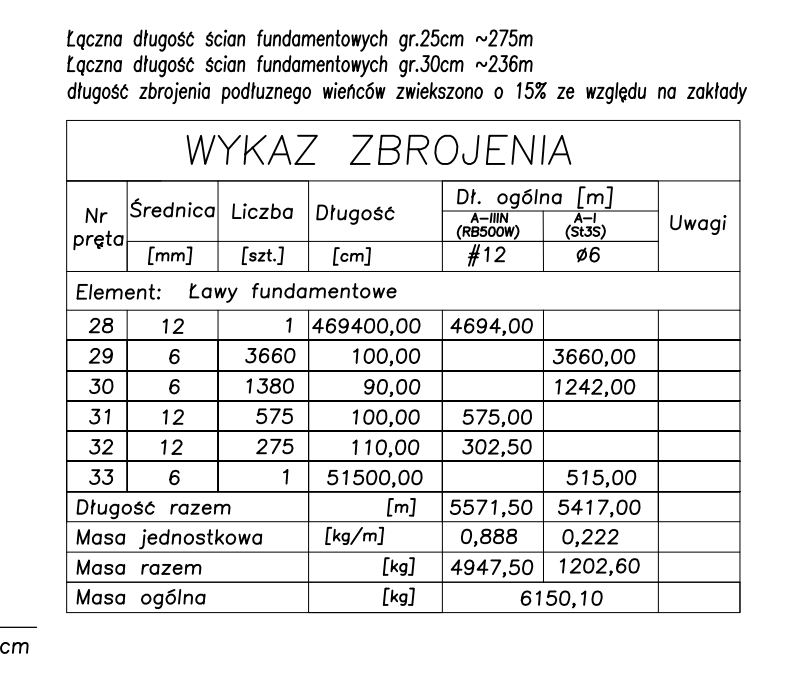 Łączna długość ścian fundamentowych gr.25cm ~275m
Łączna długość ścian fundamentowych gr.30cm ~236m
długość zbrojenia podłuznego wieńców zwiekszono o 15% ze względu na zakłady
WYKAZ ZBROJENIA
Nr pręta Średnica [mm] Liczba [szt.] Długość [cm] Dł. ogólna [m] Uwagi
A-IIIN (RB500W) #12 A-I (St3S) ø6
Element: Ławy fundamentowe
28 12 1 469400,00 4694,00
29 6 3660 100,00 3660,00
30 6 1380 90,00 1242,00
31 12 575 100,00 575,00
32 12 275 110,00 302,50
33 6 1 51500,00 515,00
Długość razem [m] 5571,50 5417,00
Masa jednostkowa [kg/m] 0,888 0,222
Masa razem [kg] 4947,50 1202,60
Masa ogólna [kg] 6150,10
cm